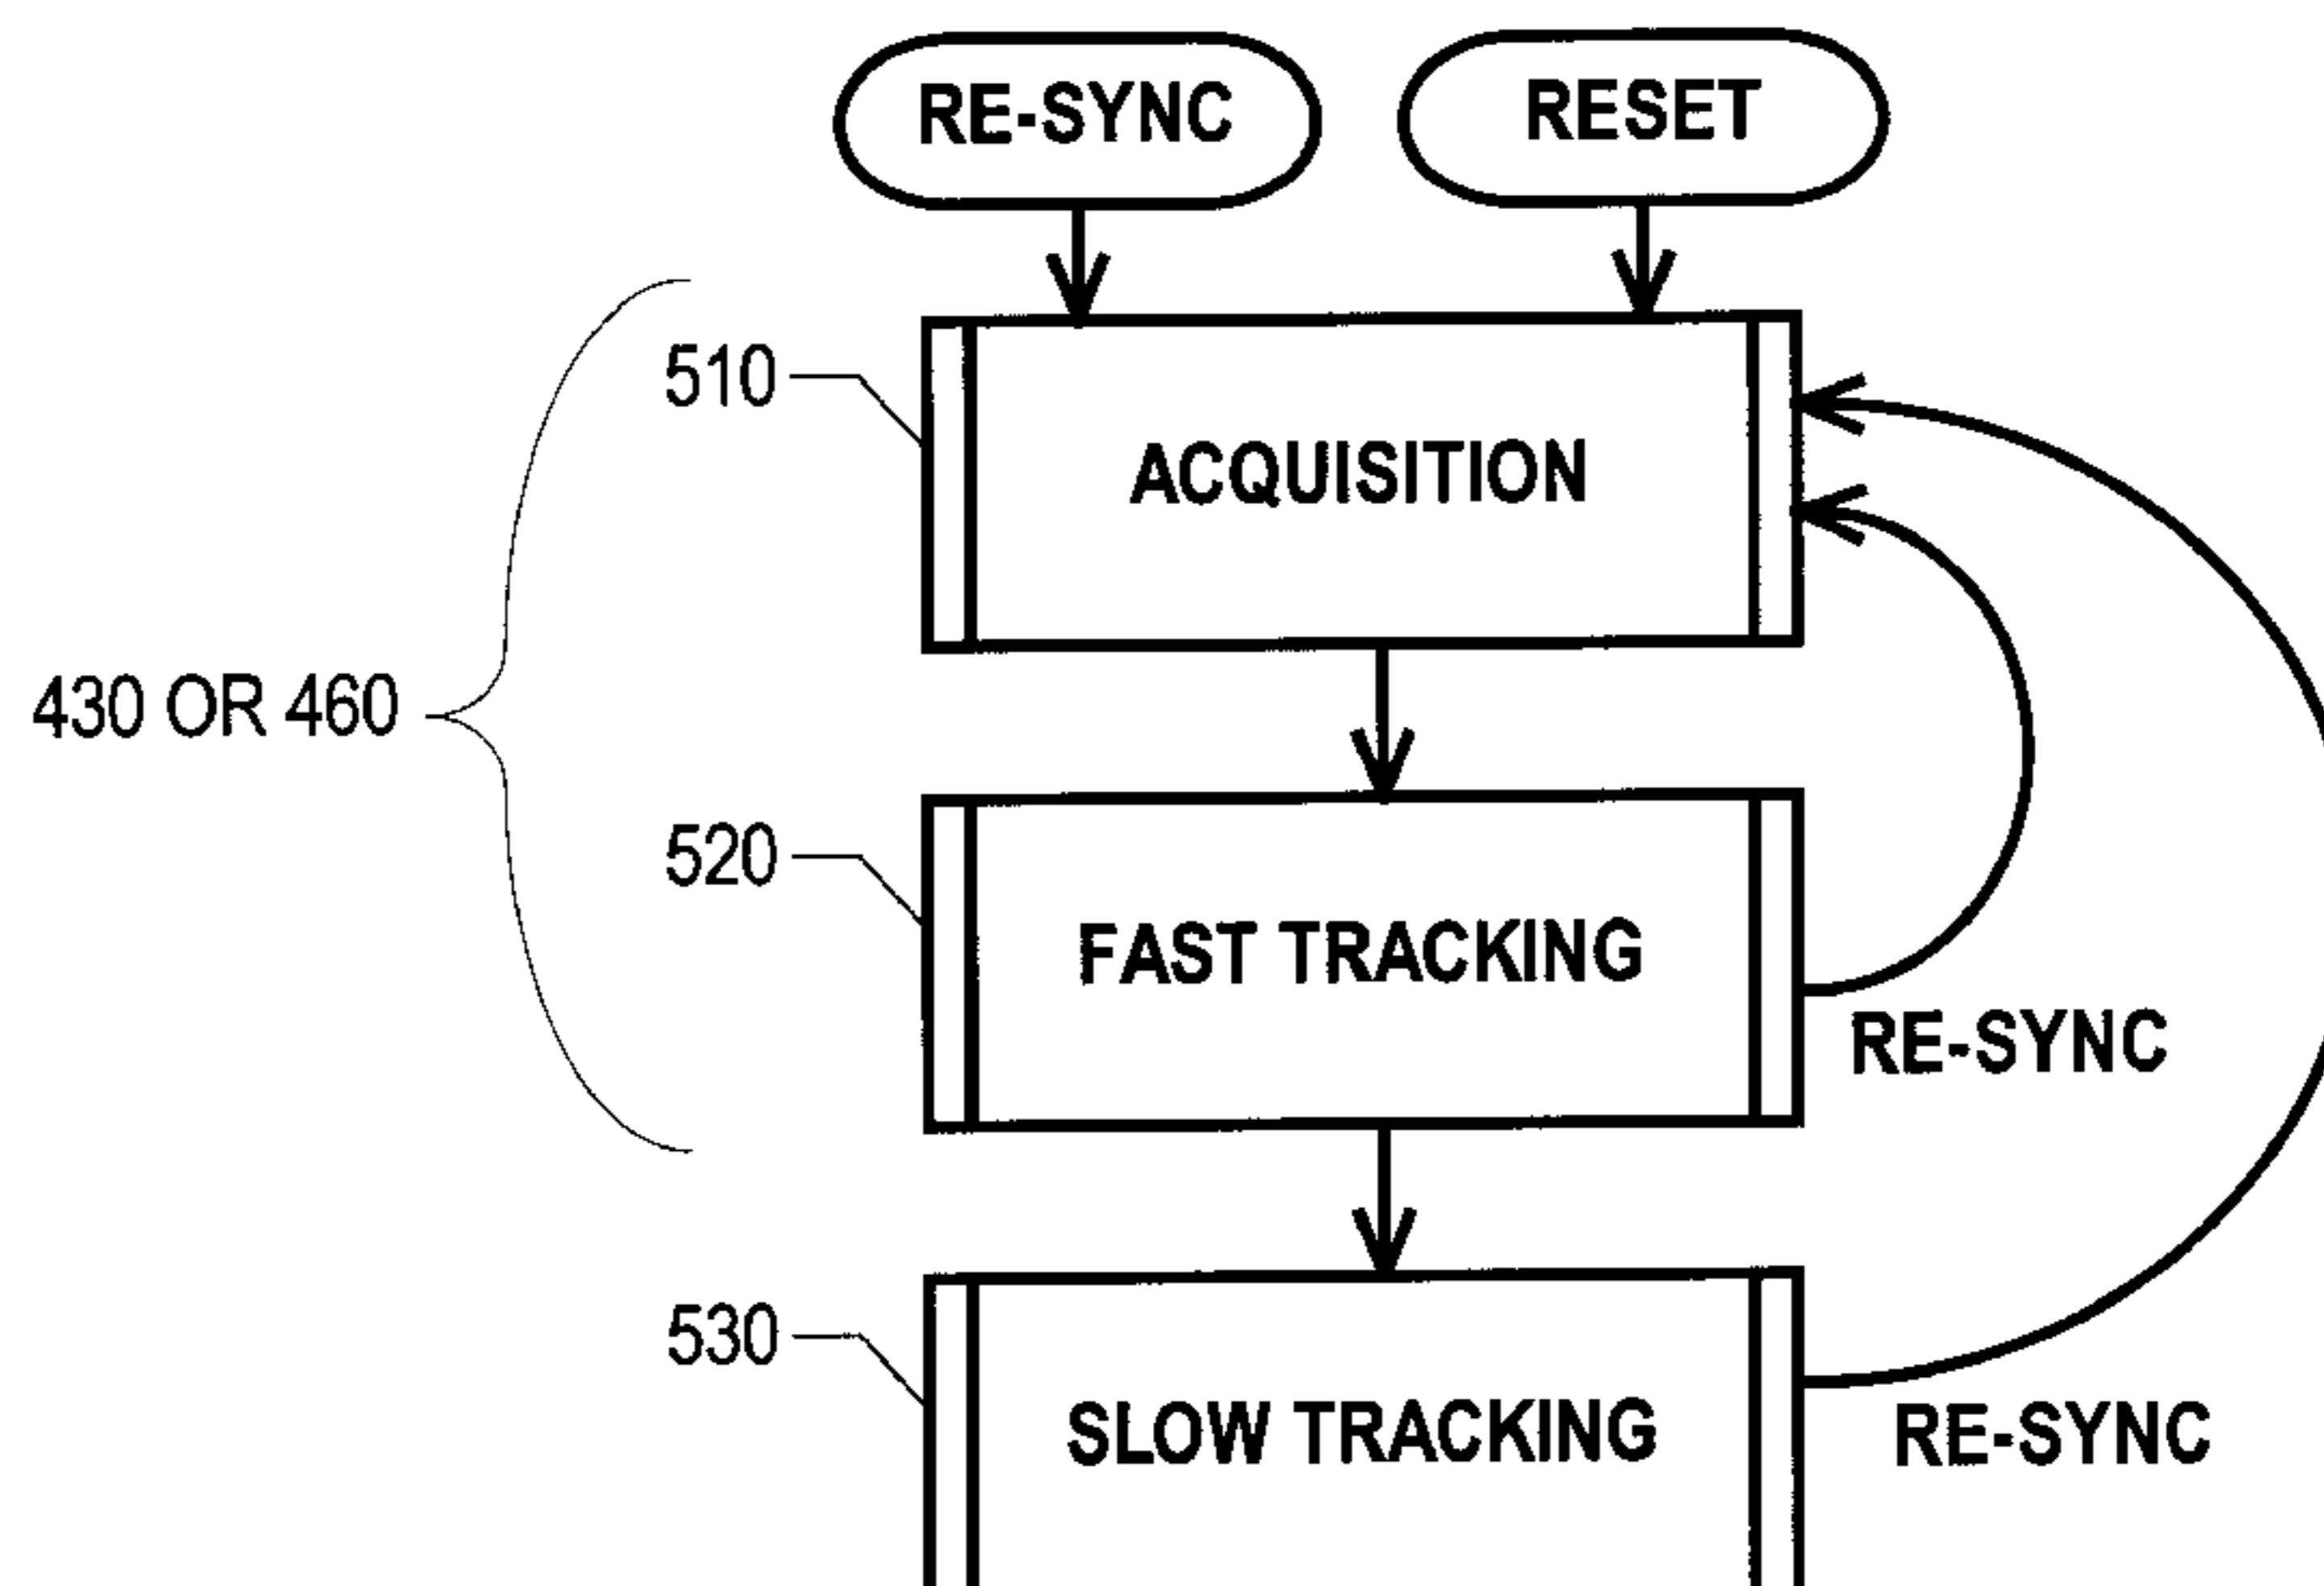 RE-SYNC
RESET
510
ACQUISITION
430 OR 460
520
FAST TRACKING
RE-SYNC
530
SLOW TRACKING
RE-SYNC